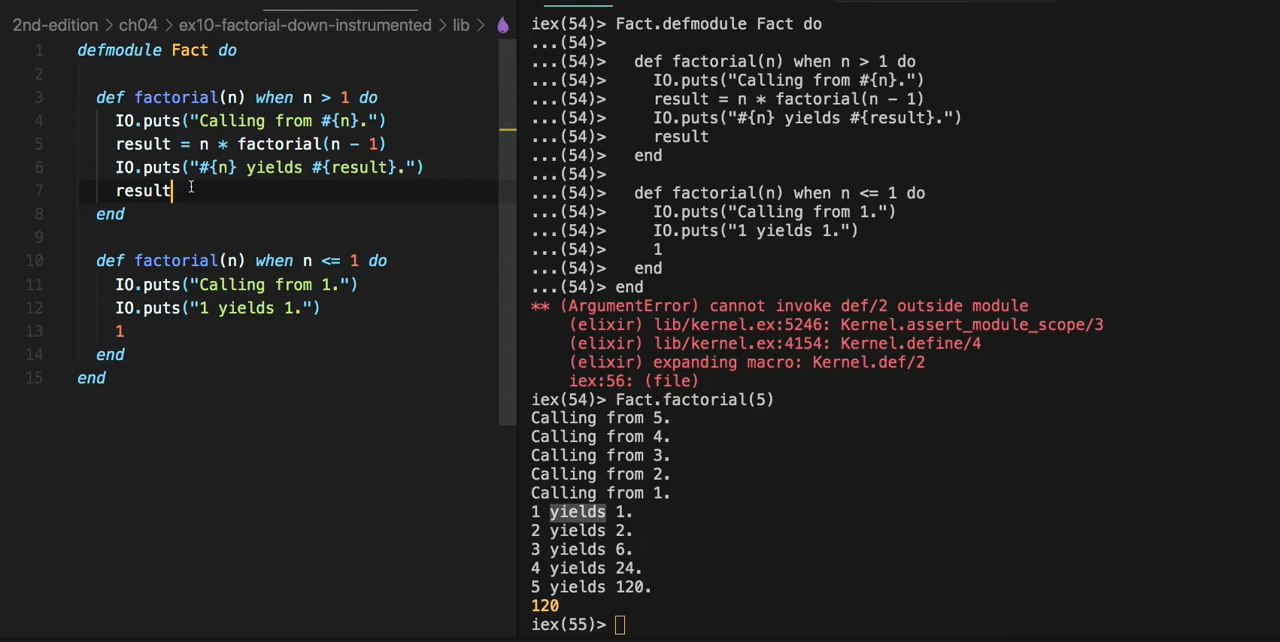 2nd-edition > ch04 > ex10-factorial-down-instrumented > lib >
1 defmodule Fact do
2
3 def factorial(n) when n > 1 do
4 IO.puts("Calling from #{n}.")
5 result = n * factorial(n - 1)
6 IO.puts("#{n} yields #{result}.")
7 result
8 end
9
10 def factorial(n) when n <= 1 do
11 IO.puts("Calling from 1.")
12 IO.puts("1 yields 1.")
13 1
14 end
15 end
iex(54)> Fact.defmodule Fact do
...(54)>
...(54)> def factorial(n) when n > 1 do
...(54)> IO.puts("Calling from #{n}.")
...(54)> result = n * factorial(n - 1)
...(54)> IO.puts("#{n} yields #{result}.")
...(54)> result
...(54)> end
...(54)>
...(54)> def factorial(n) when n <= 1 do
...(54)> IO.puts("Calling from 1.")
...(54)> IO.puts("1 yields 1.")
...(54)> 1
...(54)> end
...(54)> end
** (ArgumentError) cannot invoke def/2 outside module
(elixir) lib/kernel.ex:5246: Kernel.assert_module_scope/3
(elixir) lib/kernel.ex:4154: Kernel.define/4
(elixir) expanding macro: Kernel.def/2
iex:56: (file)
iex(54)> Fact.factorial(5)
Calling from 5.
Calling from 4.
Calling from 3.
Calling from 2.
Calling from 1.
1 yields 1.
2 yields 2.
3 yields 6.
4 yields 24.
5 yields 120.
120
iex(55)>